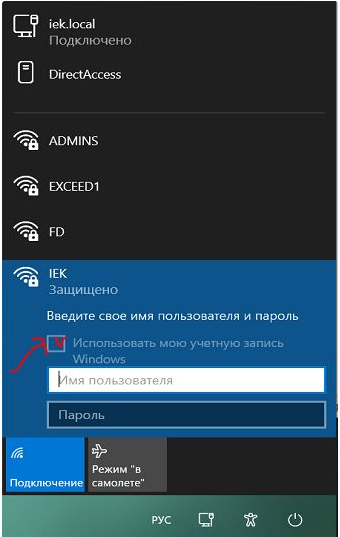 iek.local
Подключено
DirectAccess
ADMINS
EXCEED1
FD
IEK
Защищено
Введите свое имя пользователя и пароль
Использовать мою учетную запись
Windows
Имя пользователя
Пароль
Подключение
Режим "в
самолете"
РУС